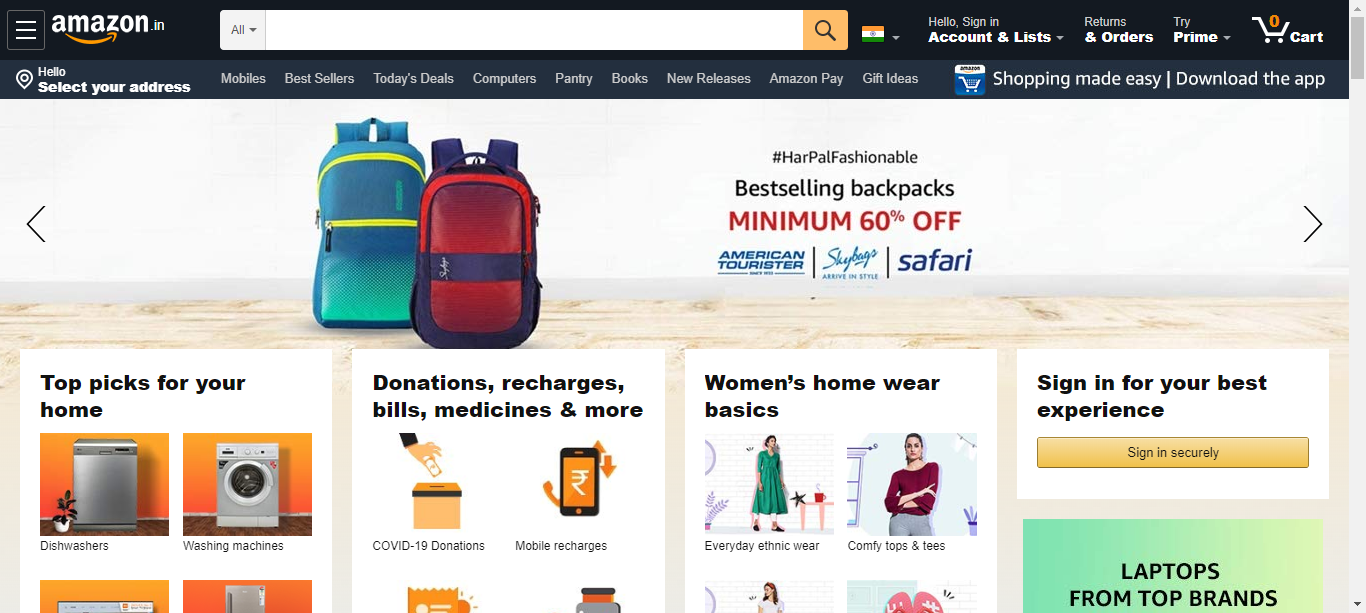 amazon.in
All
Hello, Sign in
Account & Lists
Returns
& Orders
Try
Prime
0
Cart
Hello
Select your address
Mobiles
Best Sellers
Today's Deals
Computers
Pantry
Books
New Releases
Amazon Pay
Gift Ideas
amazon
Shopping made easy | Download the app
#HarPalFashionable
Bestselling backpacks
MINIMUM 60% OFF
AMERICAN
TOURISTER
SINCE 1933
Skybags
ARRIVE IN STYLE
safari
Skybags
Top picks for your
home
Donations, recharges,
bills, medicines & more
Women’s home wear
basics
Sign in for your best
experience
Sign in securely
₹
Dishwashers
Washing machines
COVID-19 Donations
Mobile recharges
Everyday ethnic wear
Comfy tops & tees
LAPTOPS
FROM TOP BRANDS